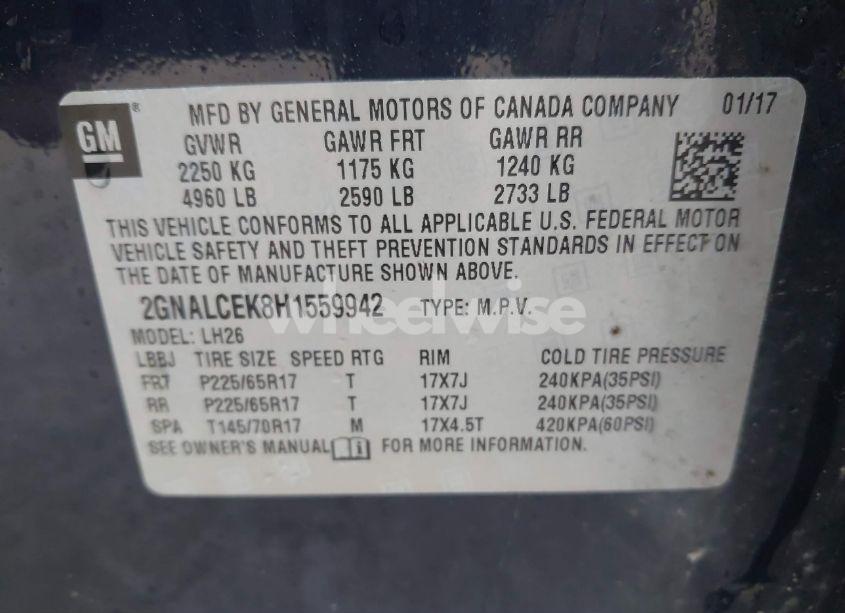 GM ®
MFD BY GENERAL MOTORS OF CANADA COMPANY 01/17
GVWR GAWR FRT GAWR RR
2250 KG 1175 KG 1240 KG
4960 LB 2590 LB 2733 LB
THIS VEHICLE CONFORMS TO ALL APPLICABLE U.S. FEDERAL MOTOR
VEHICLE SAFETY AND THEFT PREVENTION STANDARDS IN EFFECT ON
THE DATE OF MANUFACTURE SHOWN ABOVE.
2GNALCEK8H1559942 TYPE: M.P.V.
wheelwise
MODEL: LH26
LBBJ TIRE SIZE SPEED RTG RIM COLD TIRE PRESSURE
FRT P225/65R17 T 17X7J 240KPA(35PSI)
RR P225/65R17 T 17X7J 240KPA(35PSI)
SPA T145/70R17 M 17X4.5T 420KPA(60PSI)
SEE OWNER'S MANUAL FOR MORE INFORMATION.